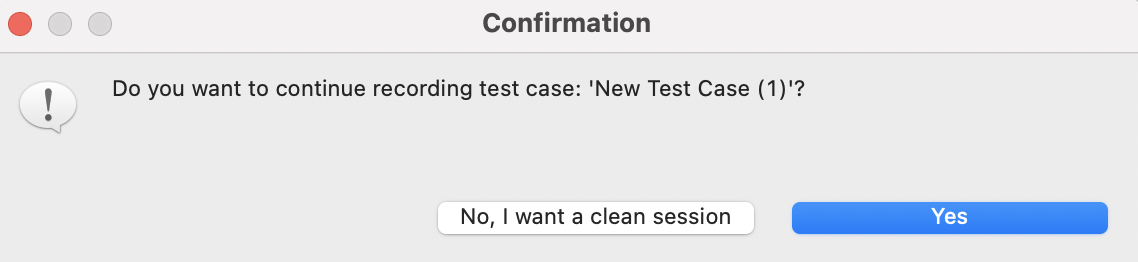 Confirmation
Do you want to continue recording test case: 'New Test Case (1)'?
No, I want a clean session
Yes